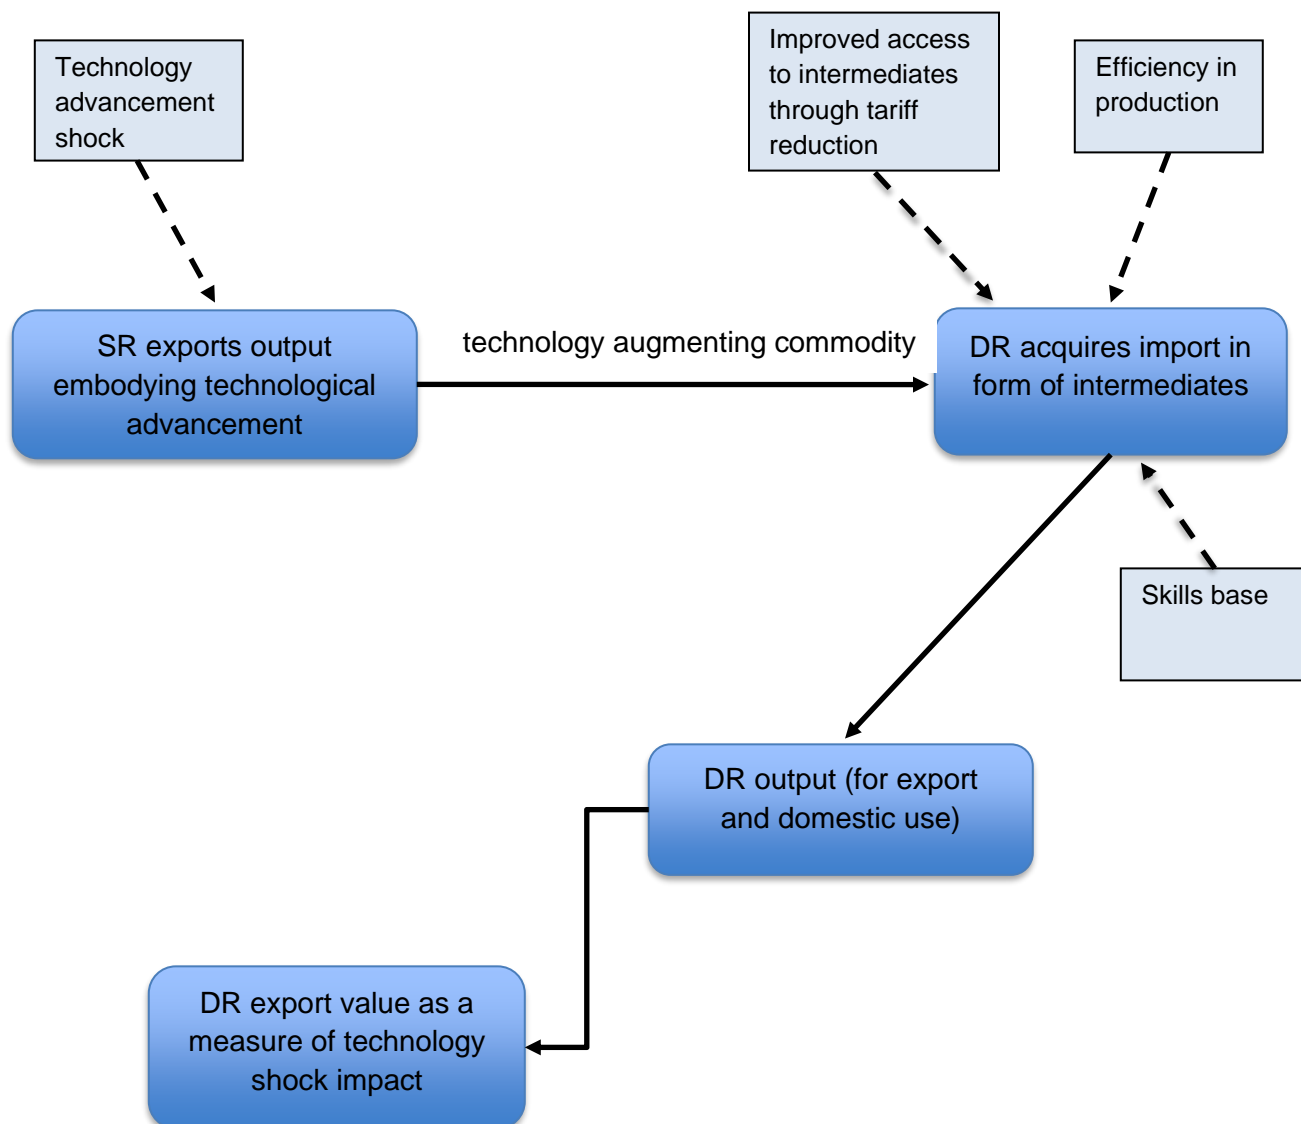 Technology
advancement
shock
Improved access
to intermediates
through tariff
reduction
Efficiency in
production
SR exports output
embodying technological
advancement
technology augmenting commodity
DR acquires import in
form of intermediates
Skills base
DR output (for export
and domestic use)
DR export value as a
measure of technology
shock impact